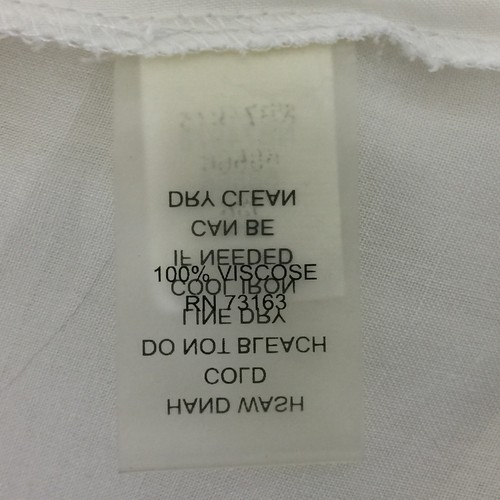 100% VISCOSE
RN 73163
HAND WASH
COLD
DO NOT BLEACH
LINE DRY
COOL IRON
IF NEEDED
CAN BE
DRY CLEAN